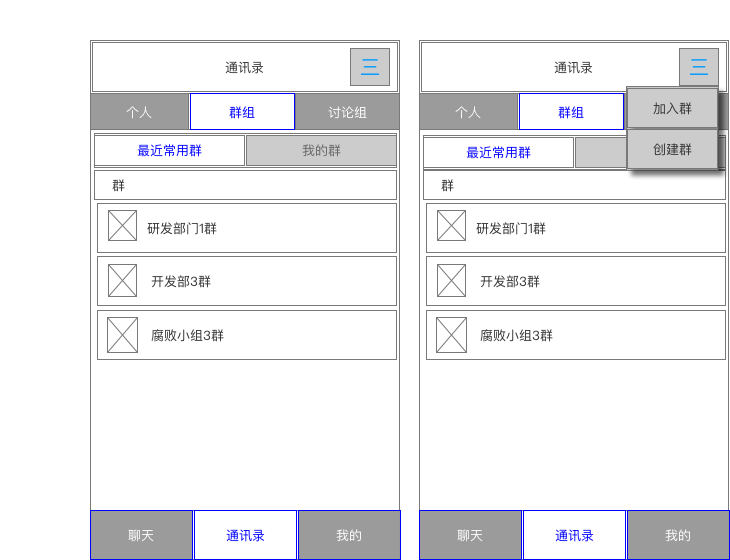 通讯录
个人 群组 讨论组
最近常用群 我的群
群
研发部门1群
开发部3群
腐败小组3群
聊天 通讯录 我的
通讯录
加入群
创建群
个人 群组
最近常用群
群
研发部门1群
开发部3群
腐败小组3群
聊天 通讯录 我的